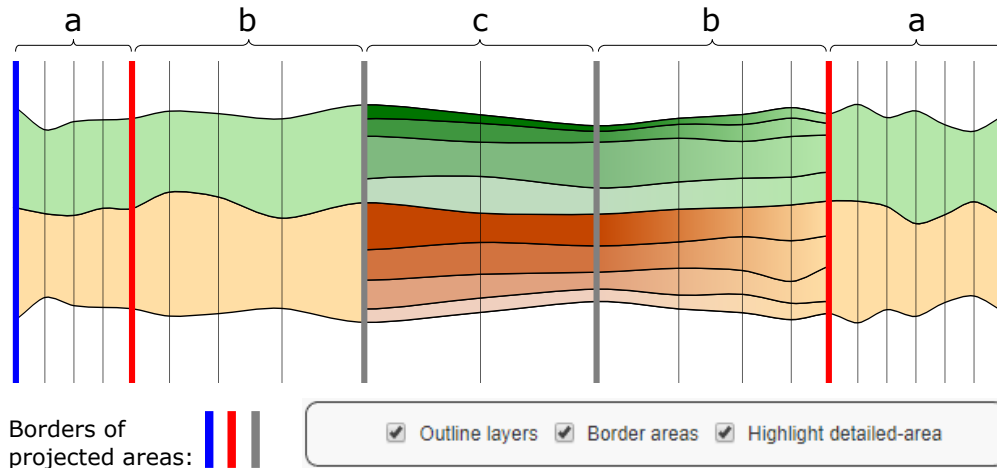 a b c b a
Borders of
projected areas:
Outline layers Border areas Highlight detailed-area